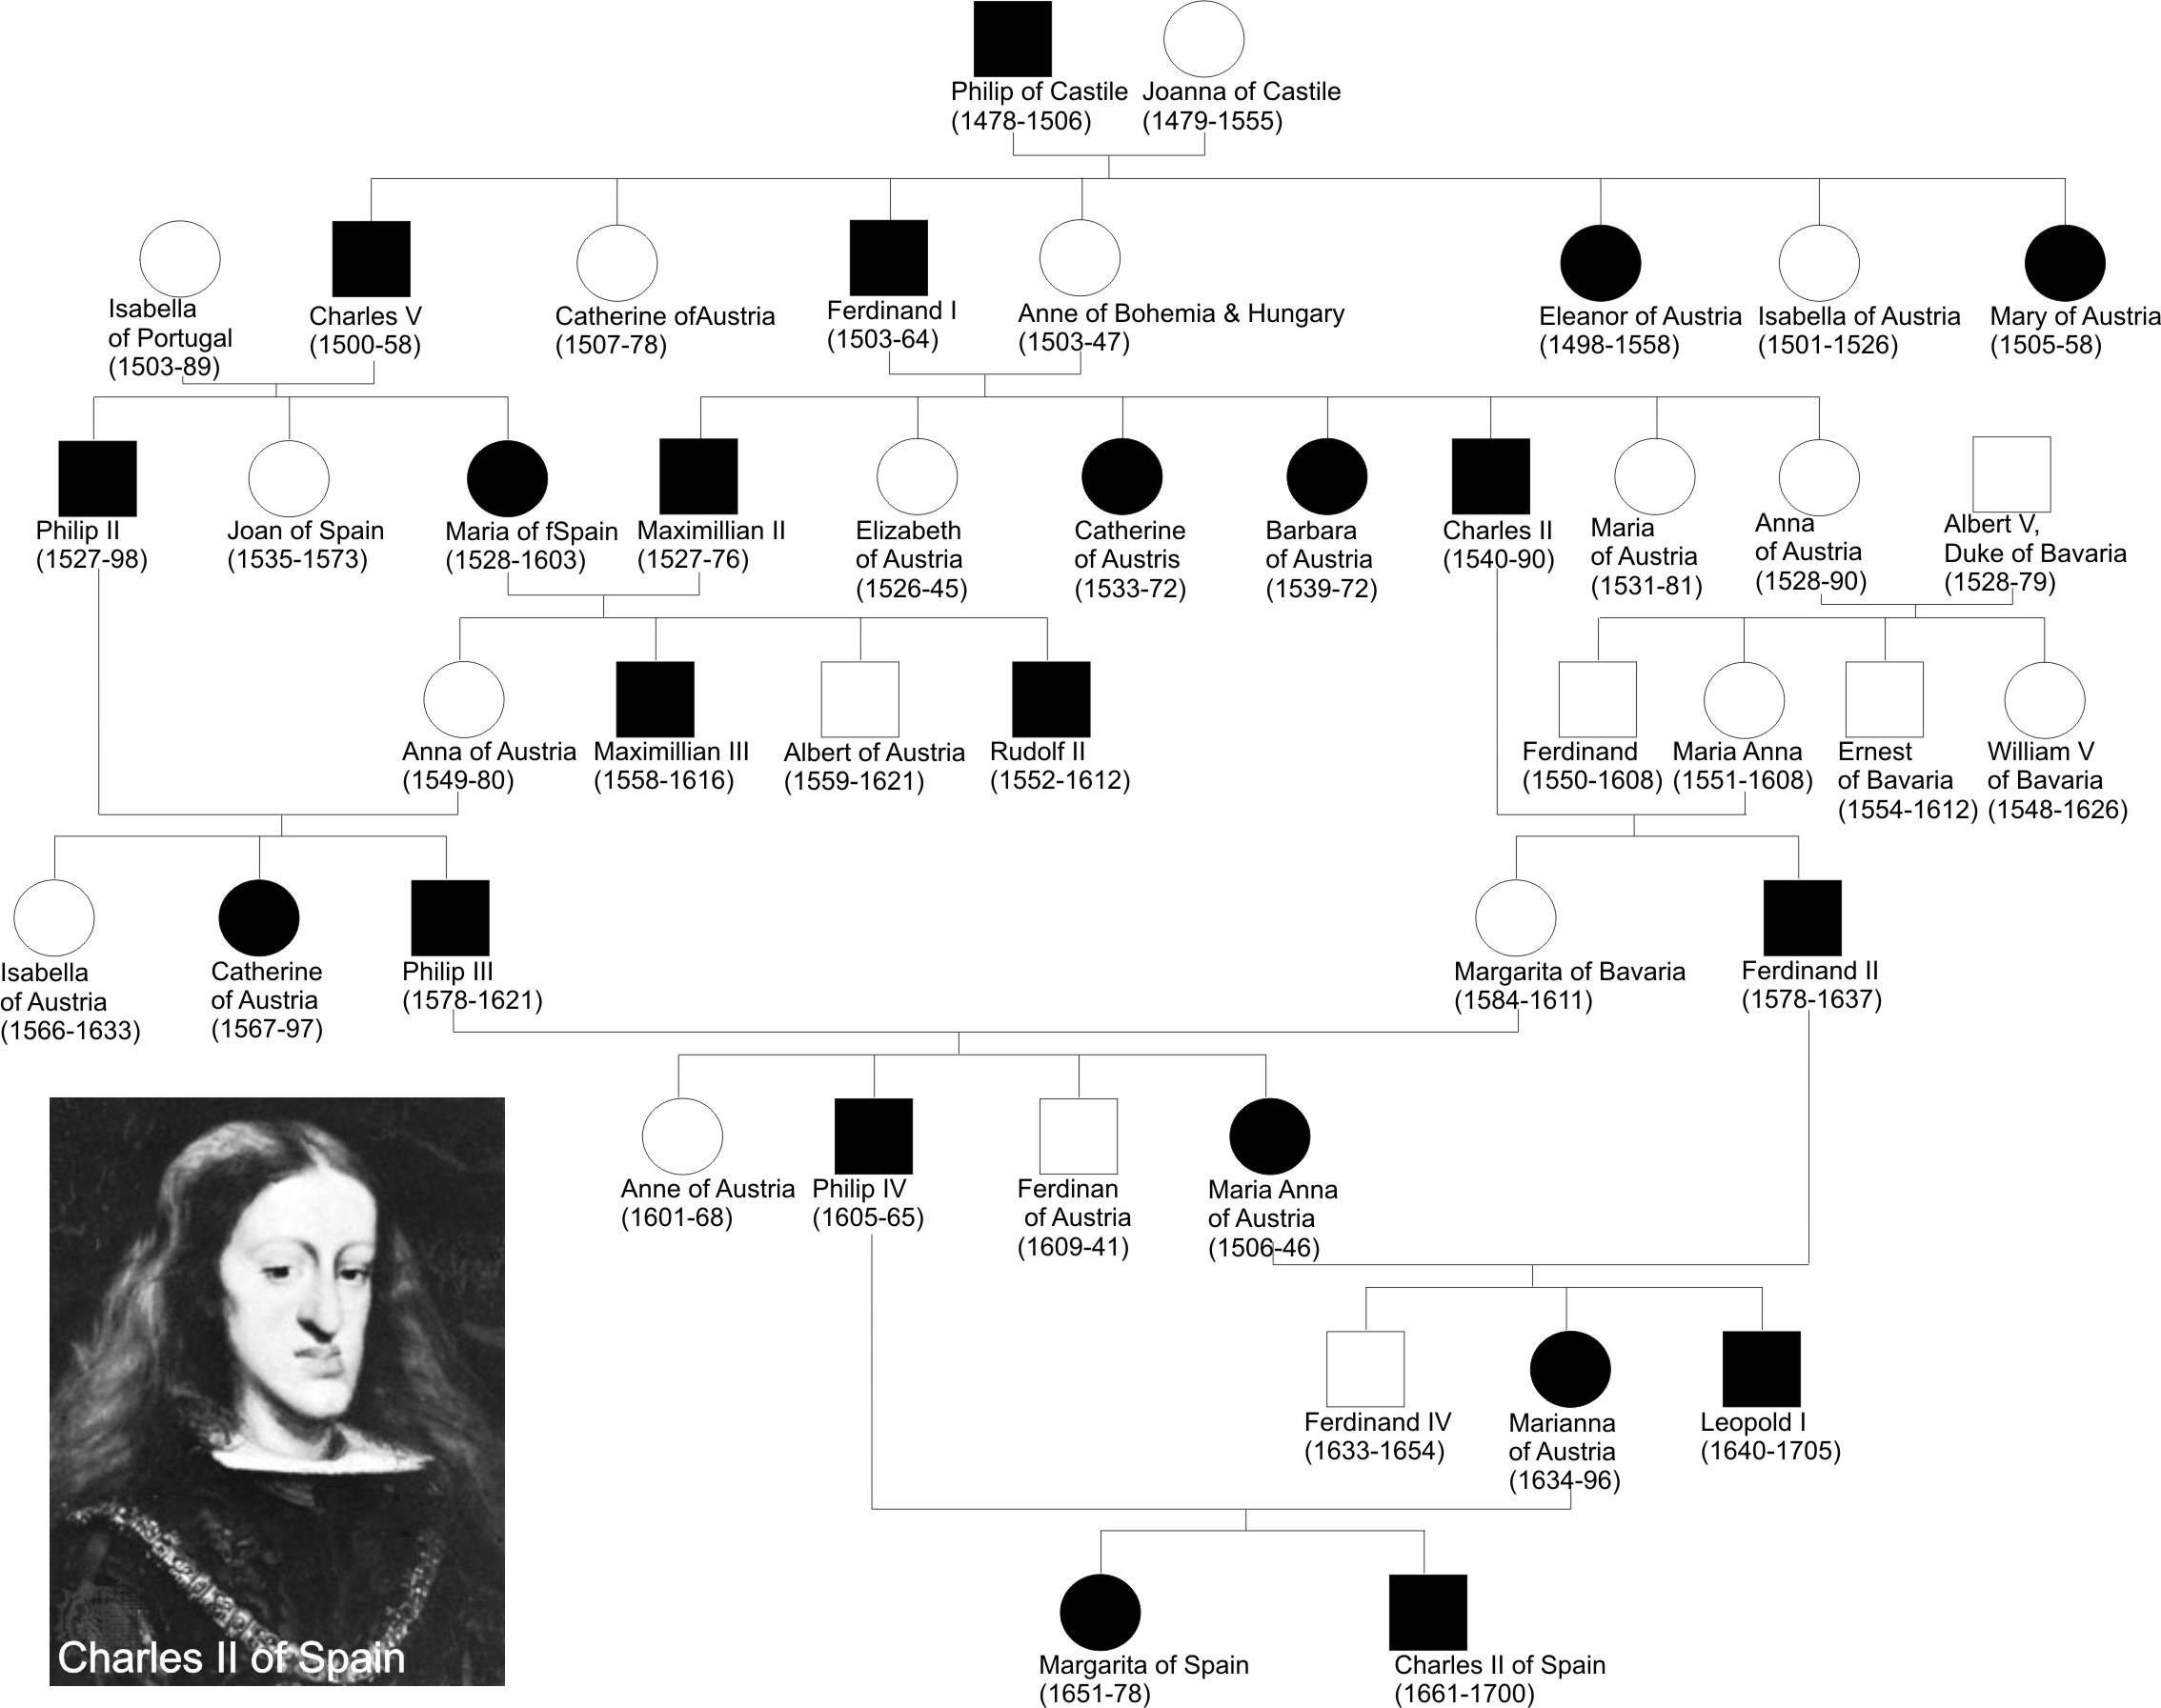 Philip of Castile
(1478-1506)
Joanna of Castile
(1479-1555)
Isabella
of Portugal
(1503-89)
Charles V
(1500-58)
Catherine ofAustria
(1507-78)
Ferdinand I
(1503-64)
Anne of Bohemia & Hungary
(1503-47)
Eleanor of Austria
(1498-1558)
Isabella of Austria
(1501-1526)
Mary of Austria
(1505-58)
Philip II
(1527-98)
Joan of Spain
(1535-1573)
Maria of fSpain
(1528-1603)
Maximillian II
(1527-76)
Elizabeth
of Austria
(1526-45)
Catherine
of Austris
(1533-72)
Barbara
of Austria
(1539-72)
Charles II
(1540-90)
Maria
of Austria
(1531-81)
Anna
of Austria
(1528-90)
Albert V,
Duke of Bavaria
(1528-79)
Anna of Austria
(1549-80)
Maximillian III
(1558-1616)
Albert of Austria
(1559-1621)
Rudolf II
(1552-1612)
Ferdinand
(1550-1608)
Maria Anna
(1551-1608)
Ernest
of Bavaria
(1554-1612)
William V
of Bavaria
(1548-1626)
Isabella
of Austria
(1566-1633)
Catherine
of Austria
(1567-97)
Philip III
(1578-1621)
Margarita of Bavaria
(1584-1611)
Ferdinand II
(1578-1637)
Anne of Austria
(1601-68)
Philip IV
(1605-65)
Ferdinan
of Austria
(1609-41)
Maria Anna
of Austria
(1506-46)
Ferdinand IV
(1633-1654)
Marianna
of Austria
(1634-96)
Leopold I
(1640-1705)
Charles II of Spain
Margarita of Spain
(1651-78)
Charles II of Spain
(1661-1700)